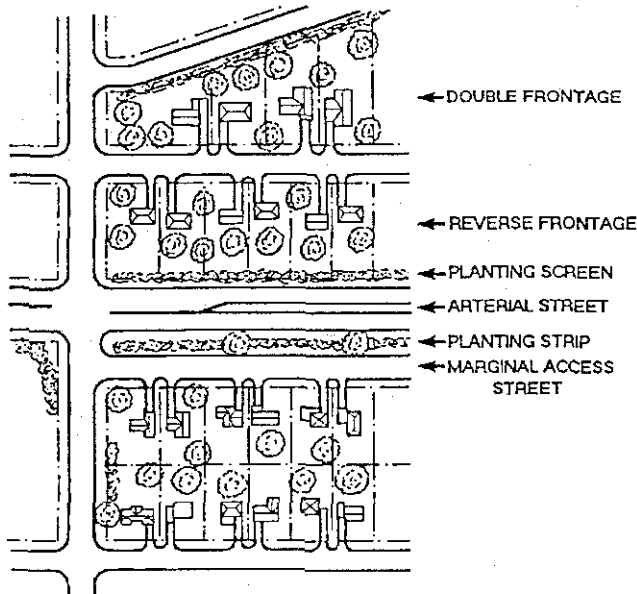 DOUBLE FRONTAGE
REVERSE FRONTAGE
PLANTING SCREEN
ARTERIAL STREET
PLANTING STRIP
MARGINAL ACCESS
STREET